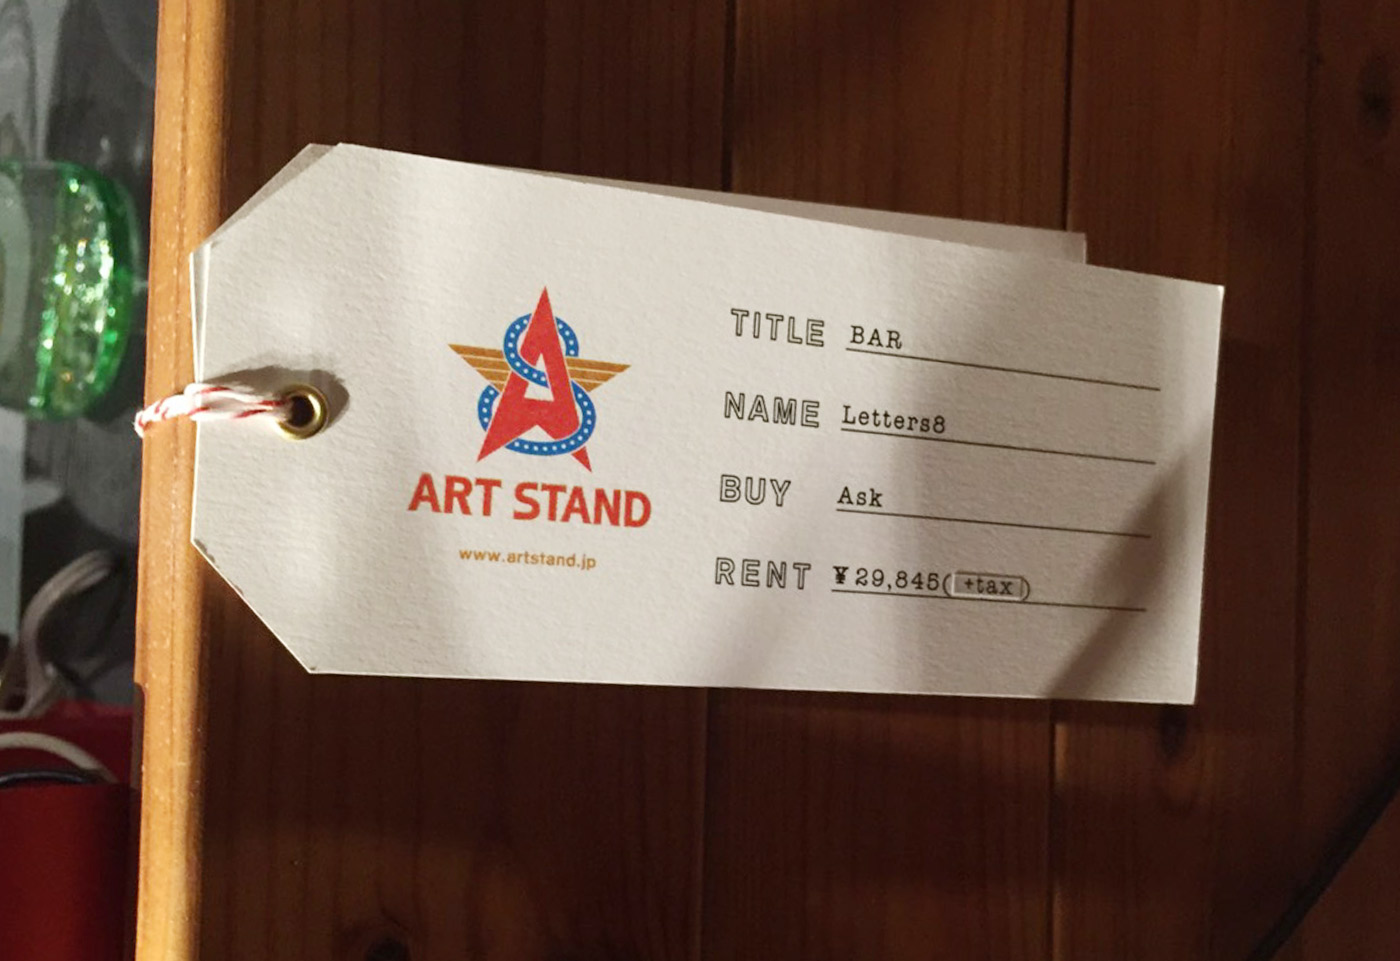 ART STAND
www.artstand.jp
TITLE BAR
NAME Letters8
BUY Ask
RENT ¥29,845(+tax)